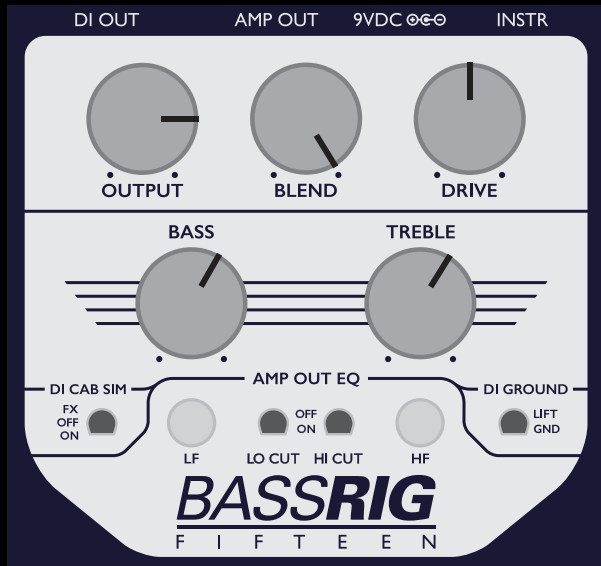 DI OUT AMP OUT 9VDC INSTR
OUTPUT BLEND DRIVE
BASS TREBLE
DI CAB SIM AMP OUT EQ DI GROUND
FX
OFF
ON
OFF
ON
LIFT
GND
LF LO CUT HI CUT HF
BASSRIG
FIFTEEN